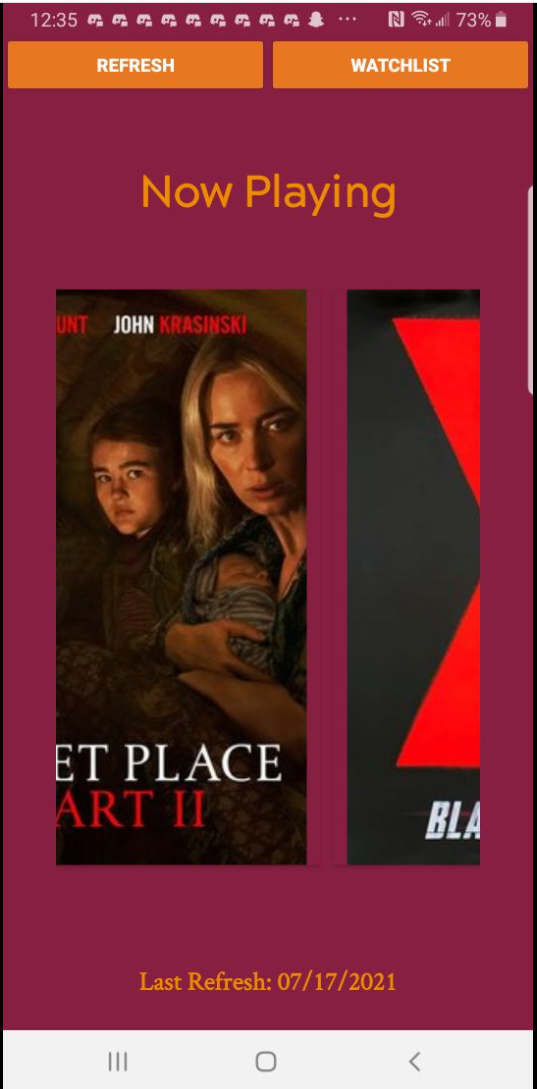 12:35 ... 73%
REFRESH WATCHLIST
Now Playing
UNT JOHN KRASINSKI
ET PLACE
ART II
BLA
Last Refresh: 07/17/2021